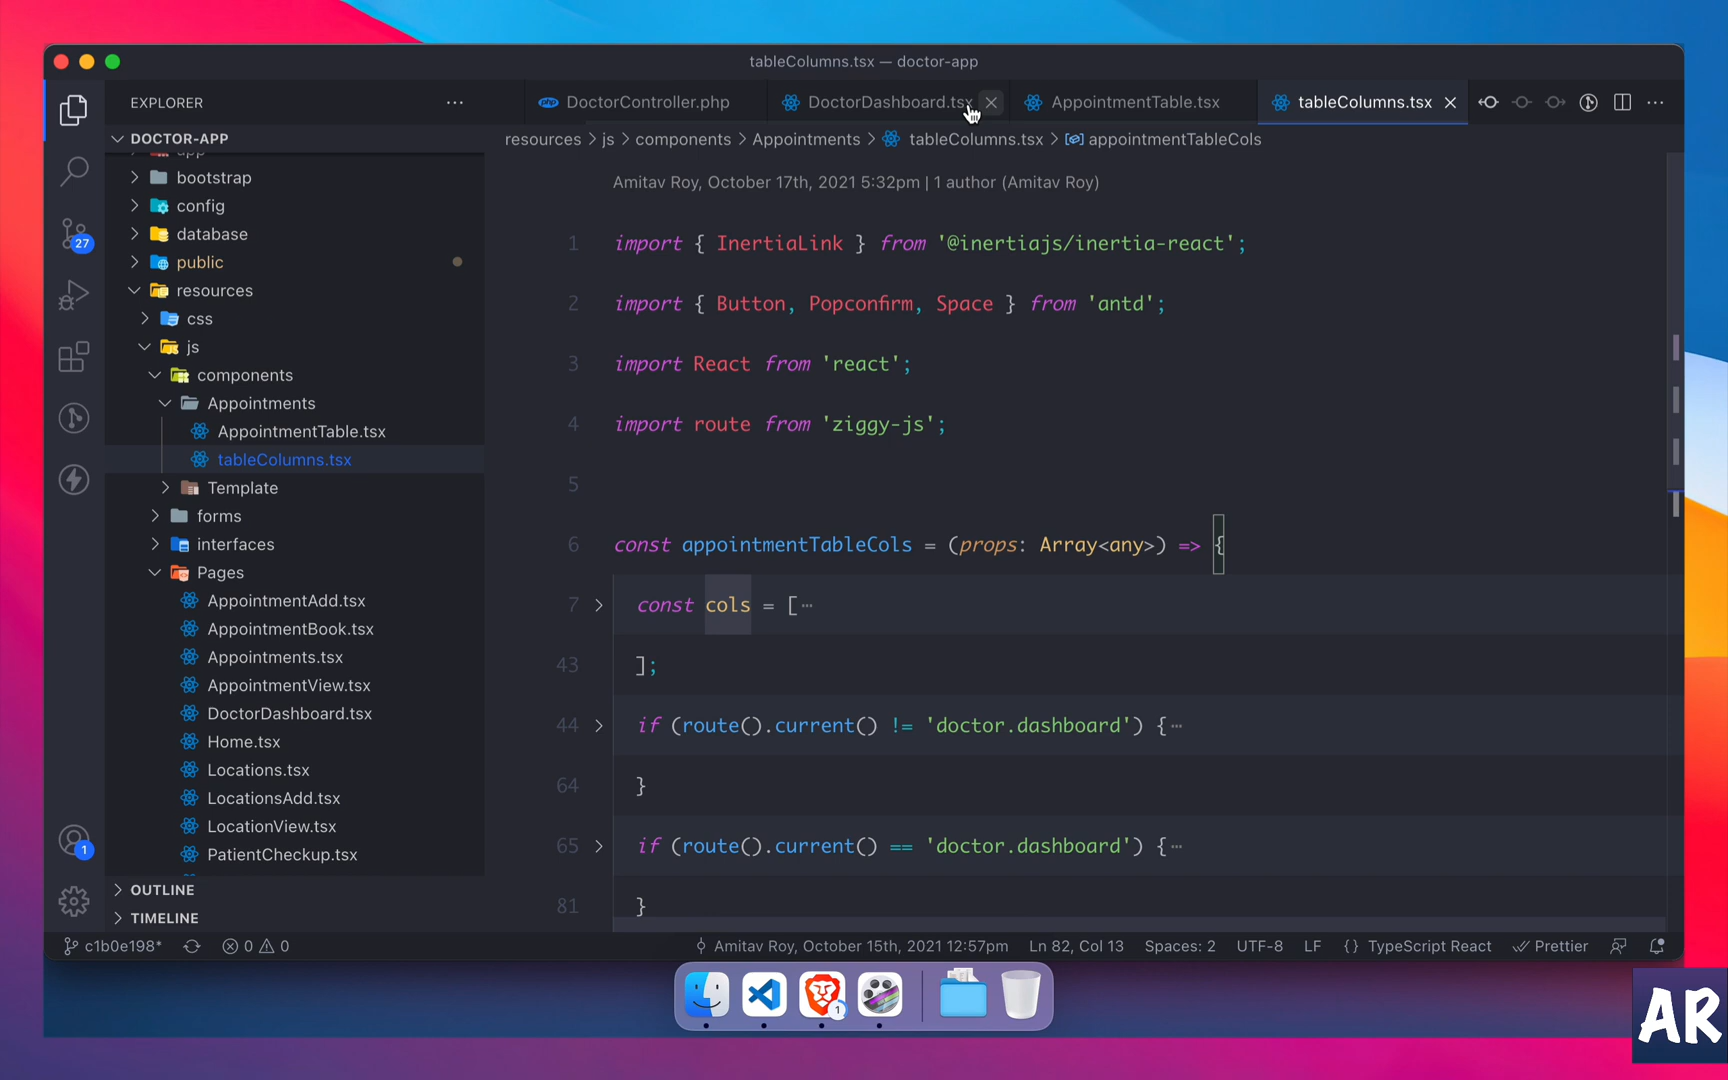 tableColumns.tsx — doctor-app
EXPLORER
DoctorController.php
DoctorDashboard.tsx
AppointmentTable.tsx
tableColumns.tsx
DOCTOR-APP
app
bootstrap
config
database
public
resources
css
js
components
Appointments
AppointmentTable.tsx
tableColumns.tsx
Template
forms
interfaces
Pages
AppointmentAdd.tsx
AppointmentBook.tsx
Appointments.tsx
AppointmentView.tsx
DoctorDashboard.tsx
Home.tsx
Locations.tsx
LocationsAdd.tsx
LocationView.tsx
PatientCheckup.tsx
OUTLINE
TIMELINE
27
1
resources > js > components > Appointments > tableColumns.tsx > appointmentTableCols
Amitav Roy, October 17th, 2021 5:32pm | 1 author (Amitav Roy)
1 import { InertiaLink } from '@inertiajs/inertia-react';
2 import { Button, Popconfirm, Space } from 'antd';
3 import React from 'react';
4 import route from 'ziggy-js';
5
6 const appointmentTableCols = (props: Array<any>) => {
7 const cols = [⋯
43 ];
44 if (route().current() != 'doctor.dashboard') {⋯
64 }
65 if (route().current() == 'doctor.dashboard') {⋯
81 }
c1b0e198* 0 0 Amitav Roy, October 15th, 2021 12:57pm Ln 82, Col 13 Spaces: 2 UTF-8 LF {} TypeScript React Prettier
1
AR